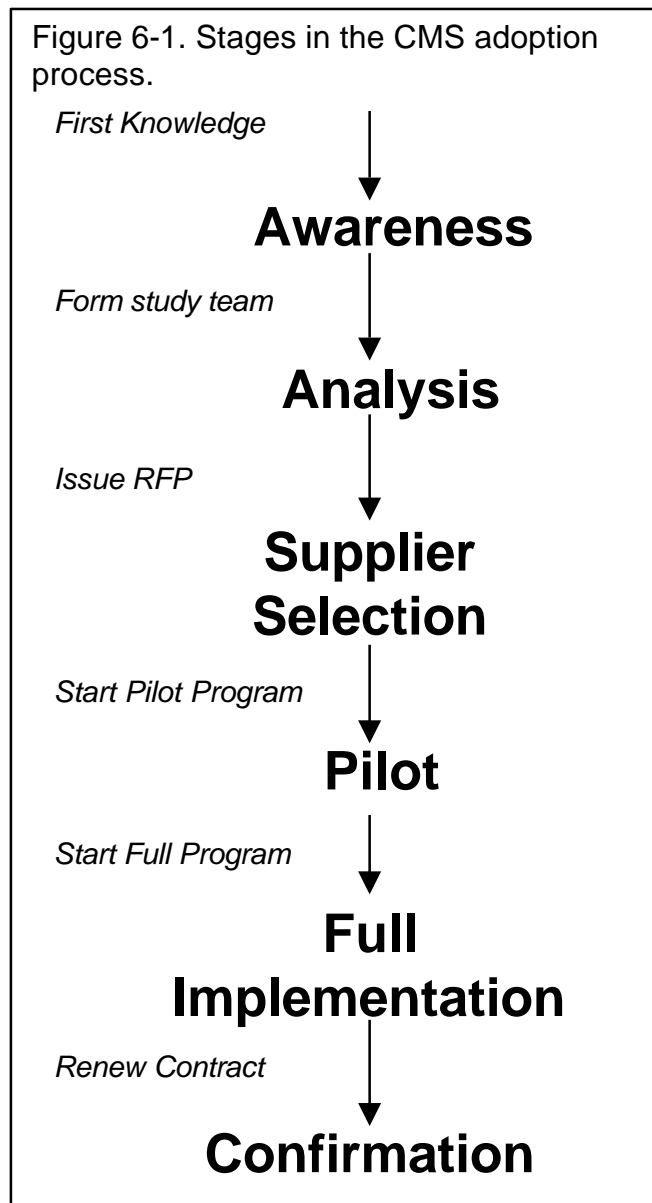 Figure 6-1. Stages in the CMS adoption
process.
First Knowledge
Awareness
Form study team
Analysis
Issue RFP
Supplier
Selection
Start Pilot Program
Pilot
Start Full Program
Full
Implementation
Renew Contract
Confirmation